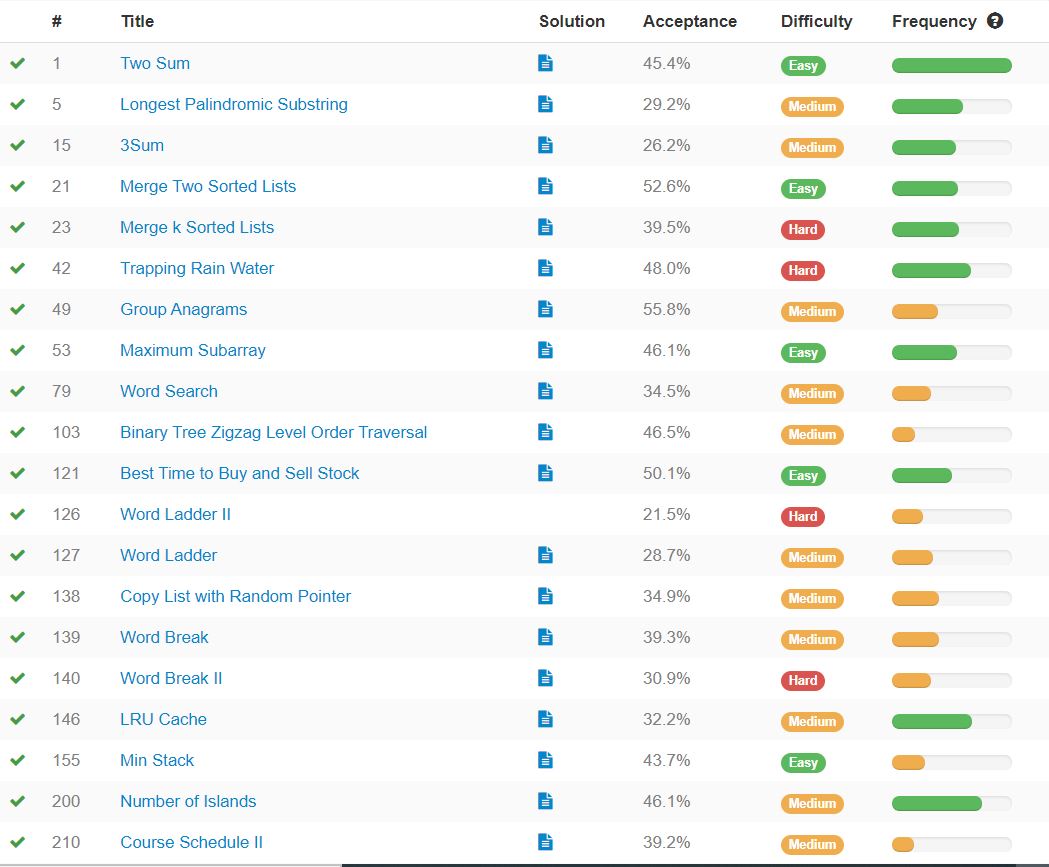 # Title Solution Acceptance Difficulty Frequency ?
1 Two Sum 45.4% Easy
5 Longest Palindromic Substring 29.2% Medium
15 3Sum 26.2% Medium
21 Merge Two Sorted Lists 52.6% Easy
23 Merge k Sorted Lists 39.5% Hard
42 Trapping Rain Water 48.0% Hard
49 Group Anagrams 55.8% Medium
53 Maximum Subarray 46.1% Easy
79 Word Search 34.5% Medium
103 Binary Tree Zigzag Level Order Traversal 46.5% Medium
121 Best Time to Buy and Sell Stock 50.1% Easy
126 Word Ladder II 21.5% Hard
127 Word Ladder 28.7% Medium
138 Copy List with Random Pointer 34.9% Medium
139 Word Break 39.3% Medium
140 Word Break II 30.9% Hard
146 LRU Cache 32.2% Medium
155 Min Stack 43.7% Easy
200 Number of Islands 46.1% Medium
210 Course Schedule II 39.2% Medium